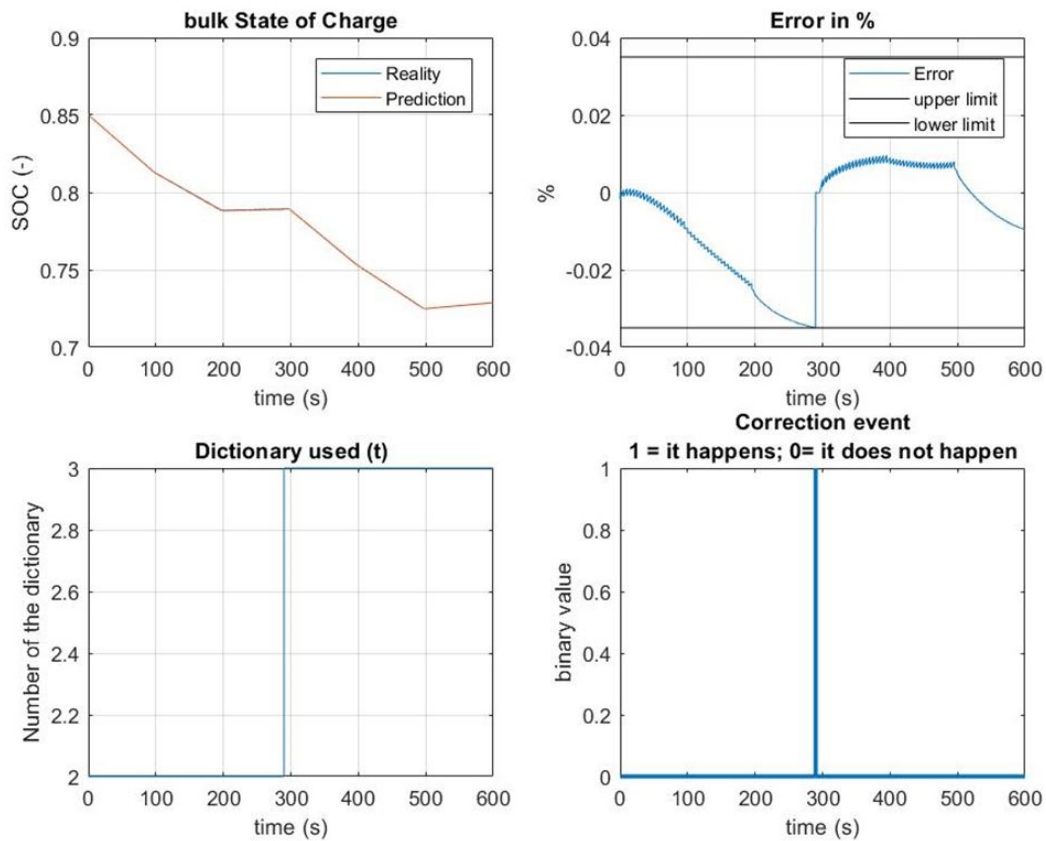 bulk State of Charge
0.9
0.85
0.8
0.75
0.7
SOC (-)
Reality
Prediction
0 100 200 300 400 500 600
time (s)
Error in %
0.04
0.02
0
-0.02
-0.04
%
Error
upper limit
lower limit
0 100 200 300 400 500 600
time (s)
Dictionary used (t)
3
2.8
2.6
2.4
2.2
2
Number of the dictionary
0 100 200 300 400 500 600
time (s)
Correction event
1 = it happens; 0= it does not happen
1
0.8
0.6
0.4
0.2
0
binary value
0 100 200 300 400 500 600
time (s)